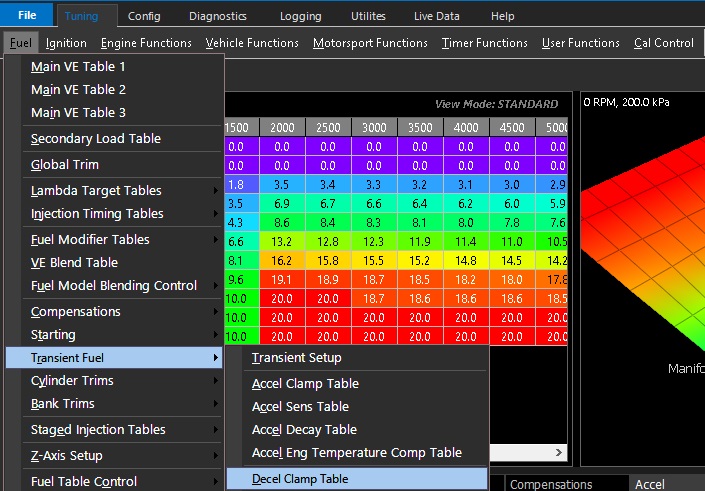 File Tuning Config Diagnostics Logging Utilites Live Data Help
Fuel Ignition Engine Functions Vehicle Functions Motorsport Functions Timer Functions User Functions Cal Control
Main VE Table 1
Main VE Table 2
Main VE Table 3
Secondary Load Table
Global Trim
Lambda Target Tables
Injection Timing Tables
Fuel Modifier Tables
VE Blend Table
Fuel Model Blending Control
Compensations
Starting
Transient Fuel
Cylinder Trims
Bank Trims
Staged Injection Tables
Z-Axis Setup
Fuel Table Control
Transient Setup
Accel Clamp Table
Accel Sens Table
Accel Decay Table
Accel Eng Temperature Comp Table
Decel Clamp Table
View Mode: STANDARD
1500 2000 2500 3000 3500 4000 4500 5000
0.0 0.0 0.0 0.0 0.0 0.0 0.0 0.0
0.0 0.0 0.0 0.0 0.0 0.0 0.0 0.0
1.8 3.5 3.4 3.3 3.2 3.1 3.0 2.9
3.5 6.9 6.7 6.6 6.4 6.2 6.0 5.9
4.3 8.6 8.4 8.3 8.1 8.0 7.8 7.6
6.6 13.2 12.8 12.3 11.9 11.4 11.0 10.5
8.1 16.2 15.8 15.5 15.2 14.8 14.5 14.2
9.6 19.1 18.9 18.7 18.5 18.2 18.0 17.8
10.0 20.0 20.0 18.7 18.6 18.6 18.6 18.5
10.0 20.0 20.0 20.0 20.0 20.0 20.0 20.0
10.0 20.0 20.0 20.0 20.0 20.0 20.0 20.0
0 RPM, 200.0 kPa
Manifo
Compensations Accel